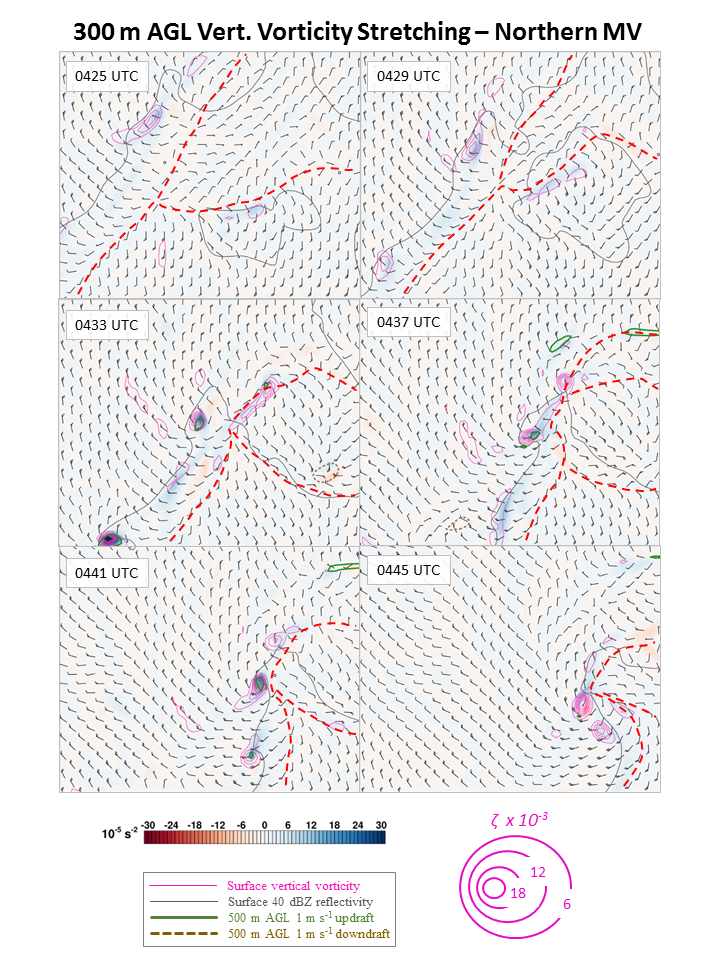 300 m AGL Vert. Vorticity Stretching – Northern MV
0425 UTC
0429 UTC
0433 UTC
0437 UTC
0441 UTC
0445 UTC
10⁻⁵ s⁻²
-30 -24 -18 -12 -6 0 6 12 18 24 30
ζ x 10⁻³
12
18
6
Surface vertical vorticity
Surface 40 dBZ reflectivity
500 m AGL 1 m s⁻¹ updraft
500 m AGL 1 m s⁻¹ downdraft